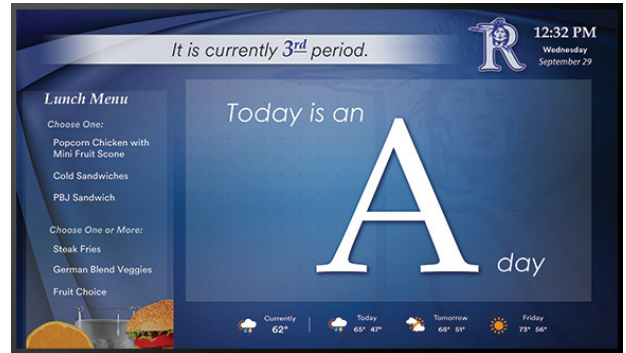 It is currently 3rd period.
R
12:32 PM
Wednesday
September 29
Lunch Menu
Choose One:
Popcorn Chicken with
Mini Fruit Scone
Cold Sandwiches
PBJ Sandwich
Choose One or More:
Steak Fries
German Blend Veggies
Fruit Choice
Today is an
A
day
Currently
62°
Today
65° 47°
Tomorrow
68° 51°
Friday
73° 56°